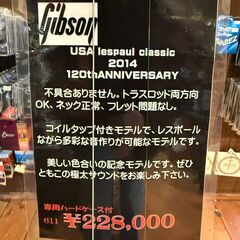 Gibson
USA lespaul classic
2014
120thANNIVERSARY
不具合ありません。トラスロッド両方向
OK、ネック正常、フレット問題なし。
コイルタップ付きモデルで、レスポール
ながら多彩な音作りが可能なモデルです。
美しい色合いの記念モデルです。ぜひ
ともこの極太サウンドをお楽しみ下さい。
専用ハードケース付
611 ¥228,000